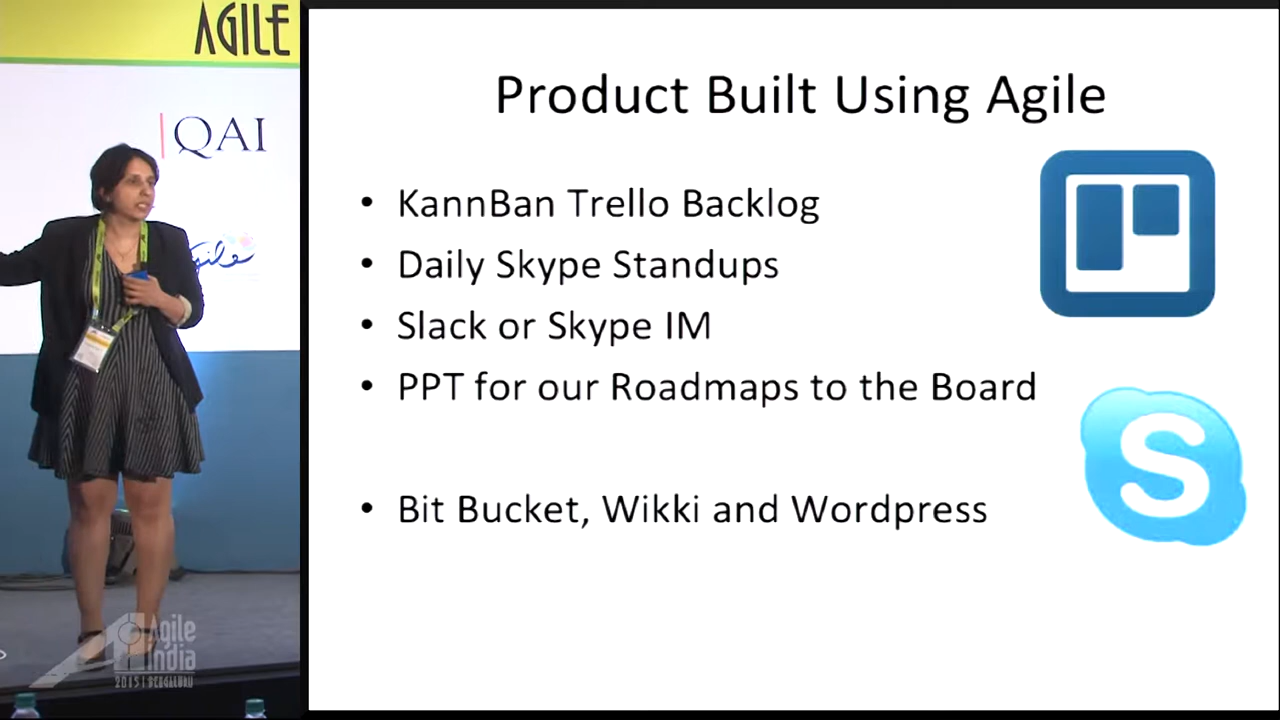 AGILE
QAI
gile
Product Built Using Agile
• KannBan Trello Backlog
• Daily Skype Standups
• Slack or Skype IM
• PPT for our Roadmaps to the Board
• Bit Bucket, Wikki and Wordpress
S
Agile
India
2015 | BENGALURU